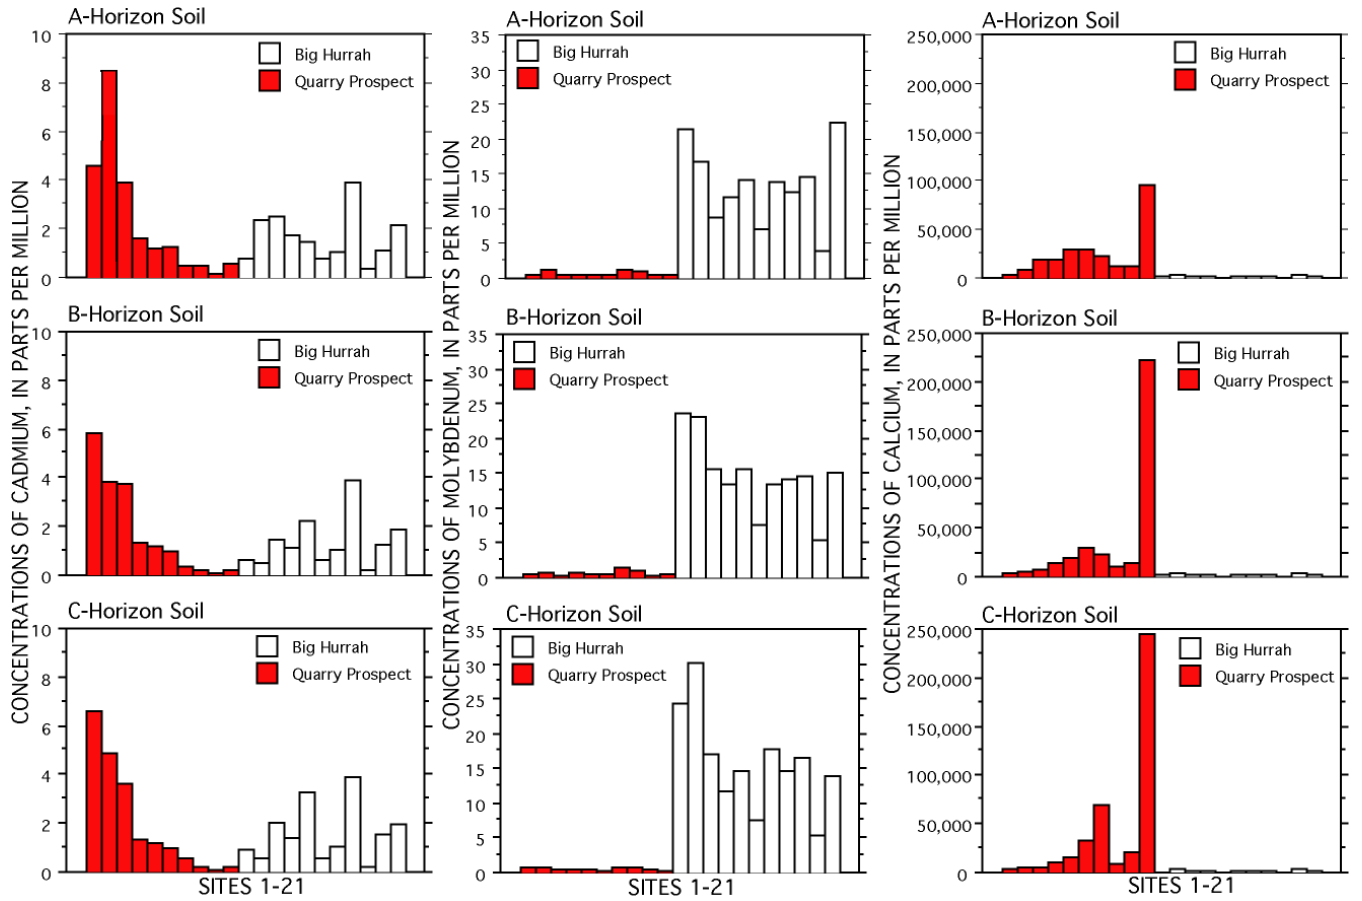 CONCENTRATIONS OF CADMIUM, IN PARTS PER MILLION
A-Horizon Soil
10
8
6
4
2
0
Big Hurrah
Quarry Prospect
B-Horizon Soil
10
8
6
4
2
0
Big Hurrah
Quarry Prospect
C-Horizon Soil
10
8
6
4
2
0
Big Hurrah
Quarry Prospect
SITES 1-21
CONCENTRATIONS OF MOLYBDENUM, IN PARTS PER MILLION
A-Horizon Soil
35
30
25
20
15
10
5
0
Big Hurrah
Quarry Prospect
B-Horizon Soil
35
30
25
20
15
10
5
0
Big Hurrah
Quarry Prospect
C-Horizon Soil
35
30
25
20
15
10
5
0
Big Hurrah
Quarry Prospect
SITES 1-21
CONCENTRATIONS OF CALCIUM, IN PARTS PER MILLION
A-Horizon Soil
250,000
200,000
150,000
100,000
50,000
0
Big Hurrah
Quarry Prospect
B-Horizon Soil
250,000
200,000
150,000
100,000
50,000
0
Big Hurrah
Quarry Prospect
C-Horizon Soil
250,000
200,000
150,000
100,000
50,000
0
Big Hurrah
Quarry Prospect
SITES 1-21